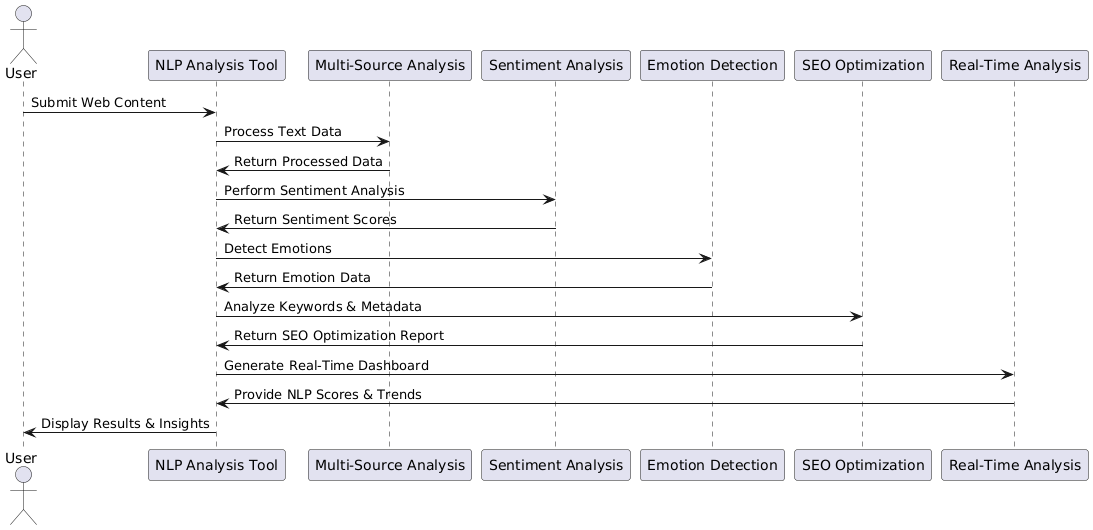 User
NLP Analysis Tool
Multi-Source Analysis
Sentiment Analysis
Emotion Detection
SEO Optimization
Real-Time Analysis
Submit Web Content
Process Text Data
Return Processed Data
Perform Sentiment Analysis
Return Sentiment Scores
Detect Emotions
Return Emotion Data
Analyze Keywords & Metadata
Return SEO Optimization Report
Generate Real-Time Dashboard
Provide NLP Scores & Trends
Display Results & Insights
User
NLP Analysis Tool
Multi-Source Analysis
Sentiment Analysis
Emotion Detection
SEO Optimization
Real-Time Analysis